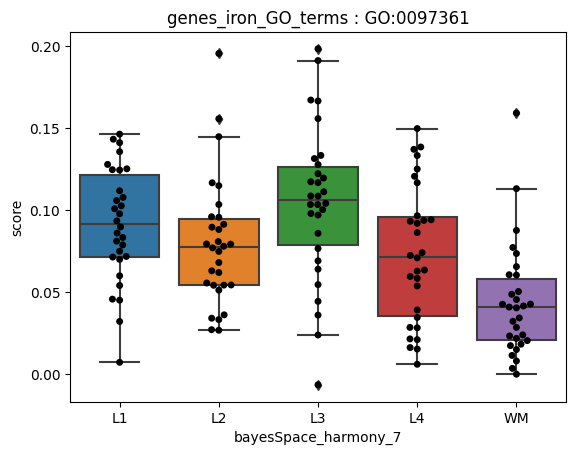 genes_iron_GO_terms : GO:0097361
score
0.20
0.15
0.10
0.05
0.00
L1 L2 L3 L4 WM
bayesSpace_harmony_7